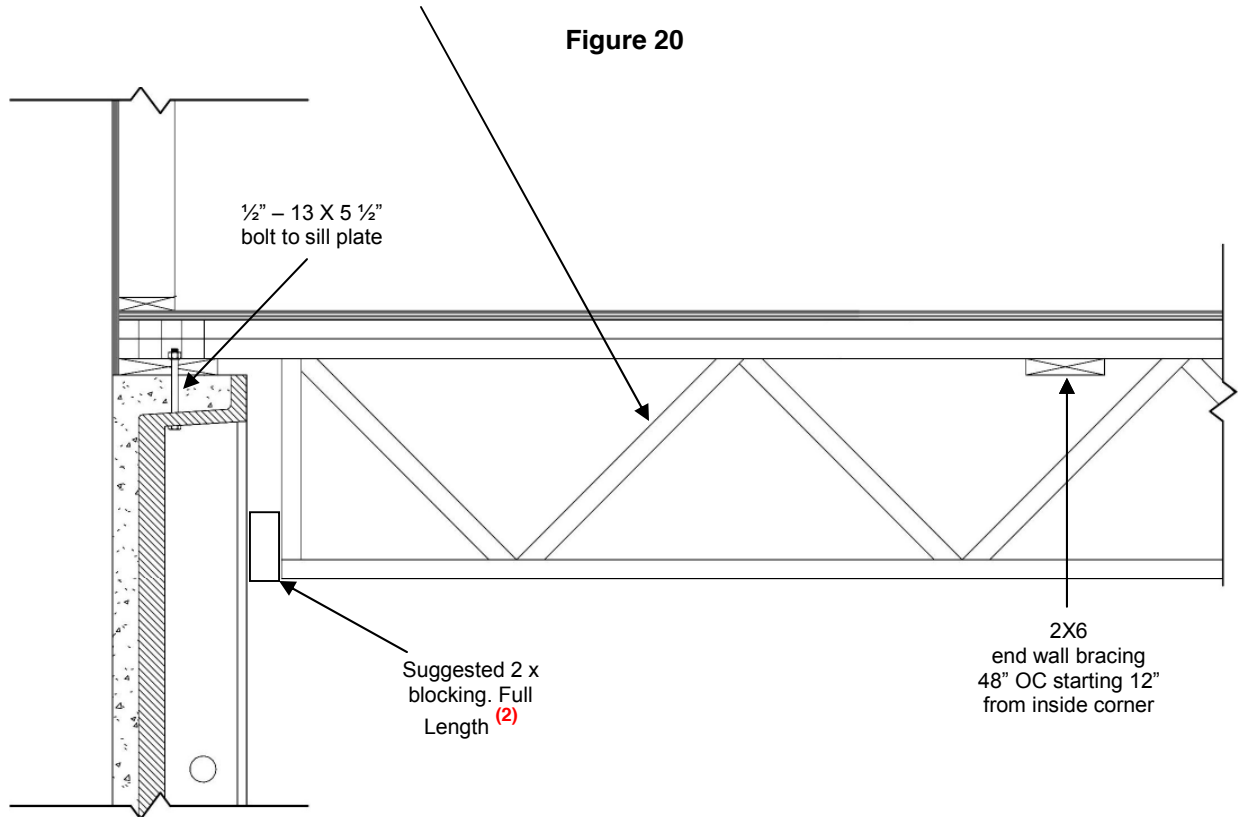 Figure 20
½” – 13 X 5 ½”
bolt to sill plate
Suggested 2 x
blocking. Full
Length (2)
2X6
end wall bracing
48” OC starting 12”
from inside corner